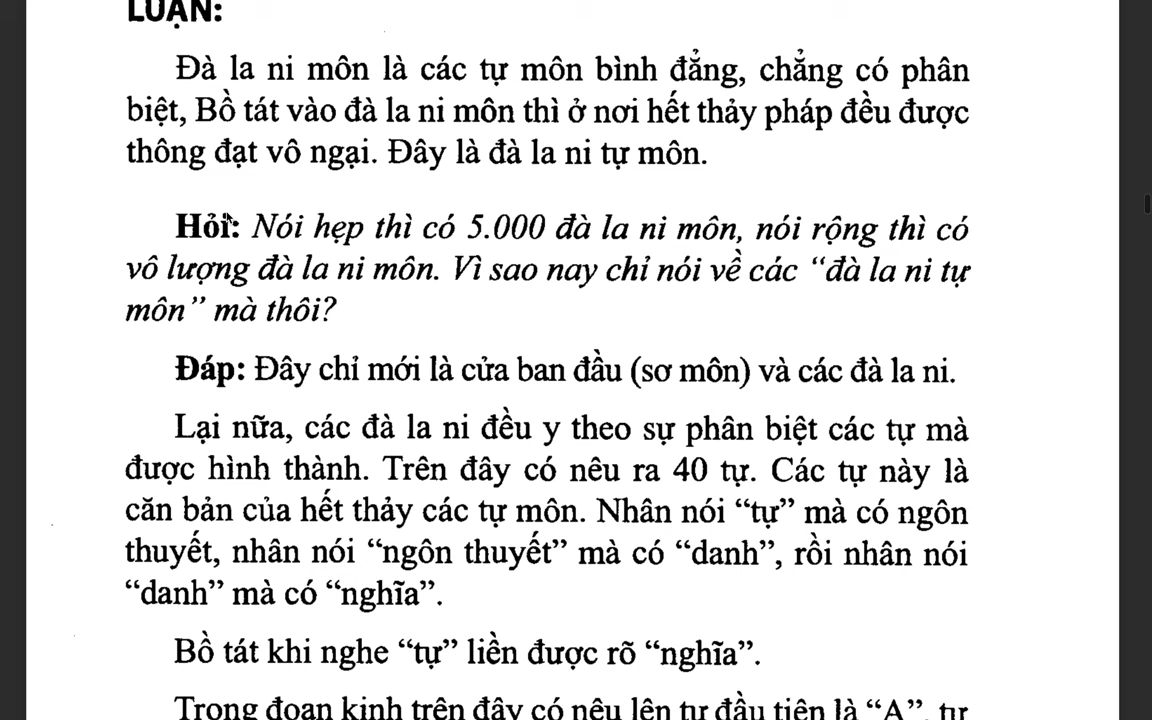 LUẬN:
Đà la ni môn là các tự môn bình đẳng, chẳng có phân
biệt, Bồ tát vào đà la ni môn thì ở nơi hết thảy pháp đều được
thông đạt vô ngại. Đây là đà la ni tự môn.
Hỏi: Nói hẹp thì có 5.000 đà la ni môn, nói rộng thì có
vô lượng đà la ni môn. Vì sao nay chỉ nói về các “đà la ni tự
môn” mà thôi?
Đáp: Đây chỉ mới là cửa ban đầu (sơ môn) và các đà la ni.
Lại nữa, các đà la ni đều y theo sự phân biệt các tự mà
được hình thành. Trên đây có nêu ra 40 tự. Các tự này là
căn bản của hết thảy các tự môn. Nhân nói “tự” mà có ngôn
thuyết, nhân nói “ngôn thuyết” mà có “danh”, rồi nhân nói
“danh” mà có “nghĩa”.
Bồ tát khi nghe “tự” liền được rõ “nghĩa”.
Trong đoạn kinh trên đây có nêu lên tự đầu tiên là “A”, tự